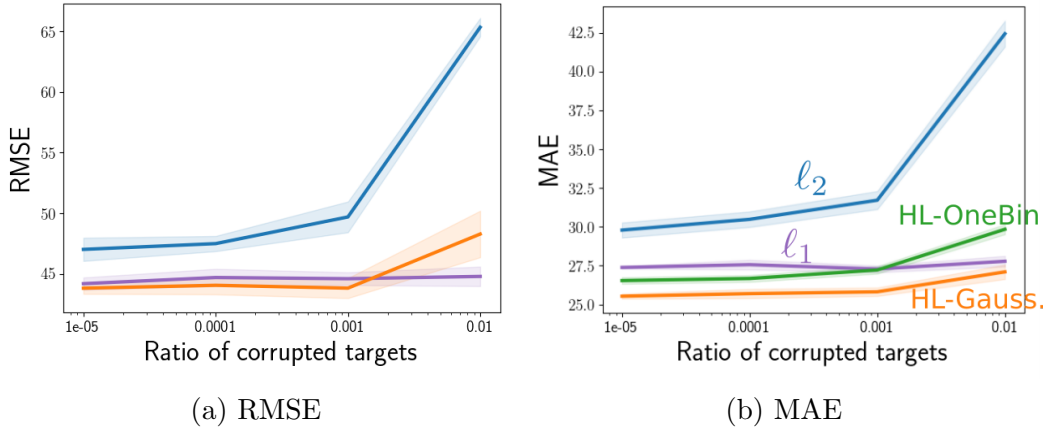 65
60
55
50
45
RMSE
1e-05 0.0001 0.001 0.01
Ratio of corrupted targets
(a) RMSE
42.5
40.0
37.5
35.0
32.5
30.0
27.5
25.0
MAE
ℓ₂
HL-OneBin
ℓ₁
HL-Gauss.
1e-05 0.0001 0.001 0.01
Ratio of corrupted targets
(b) MAE